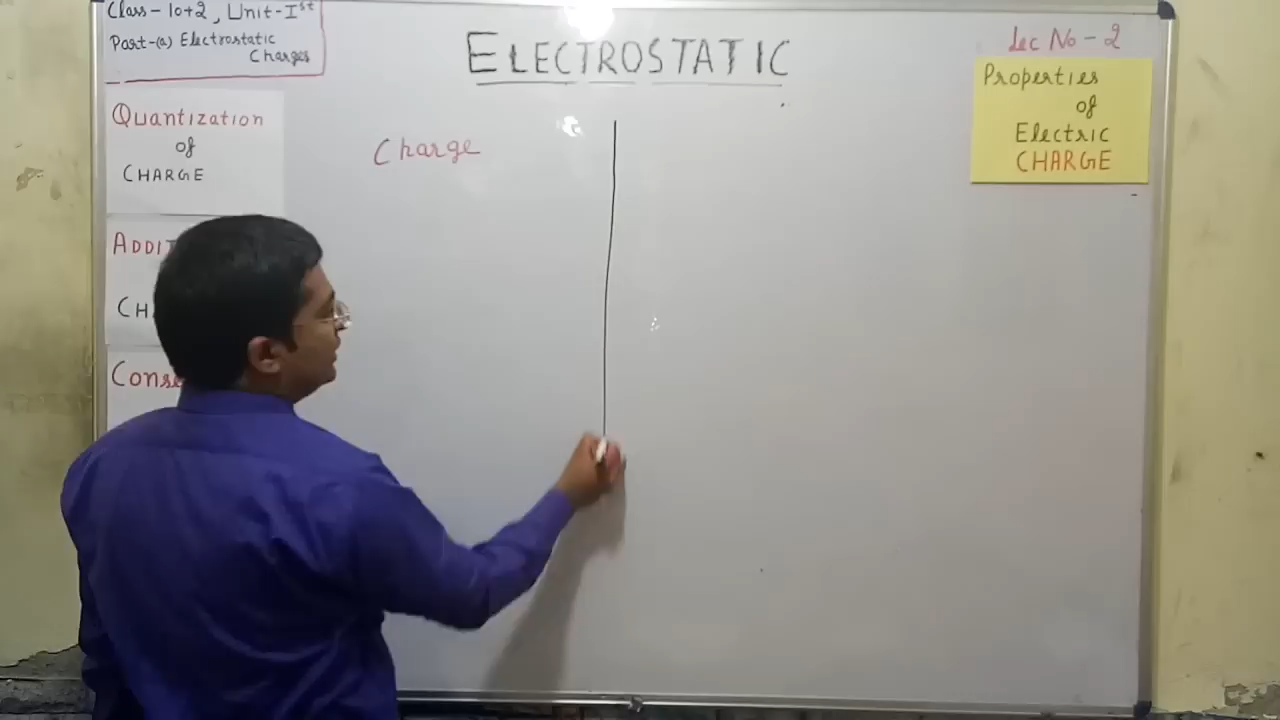 Class-10+2, Unit-Ist
Part-(a) Electrostatic
Charges
ELECTROSTATIC
Lec No-2
Properties
of
Electric
CHARGE
Quantization
of
CHARGE
Charge